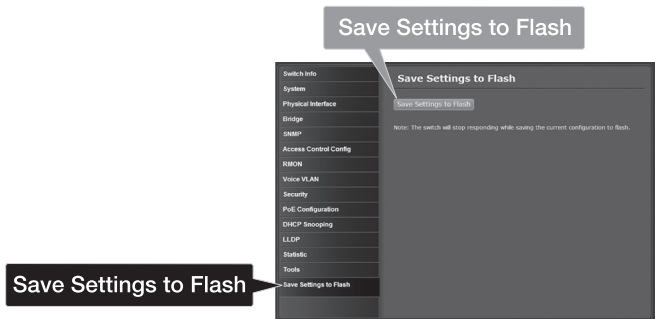 Save Settings to Flash
Switch Info
System
Physical Interface
Bridge
SNMP
Access Control Config
RMON
Voice VLAN
Security
PoE Configuration
DHCP Snooping
LLDP
Statistic
Tools
Save Settings to Flash
Save Settings to Flash
Save Settings to Flash
Note: The switch will stop responding while saving the current configuration to flash.
Save Settings to Flash